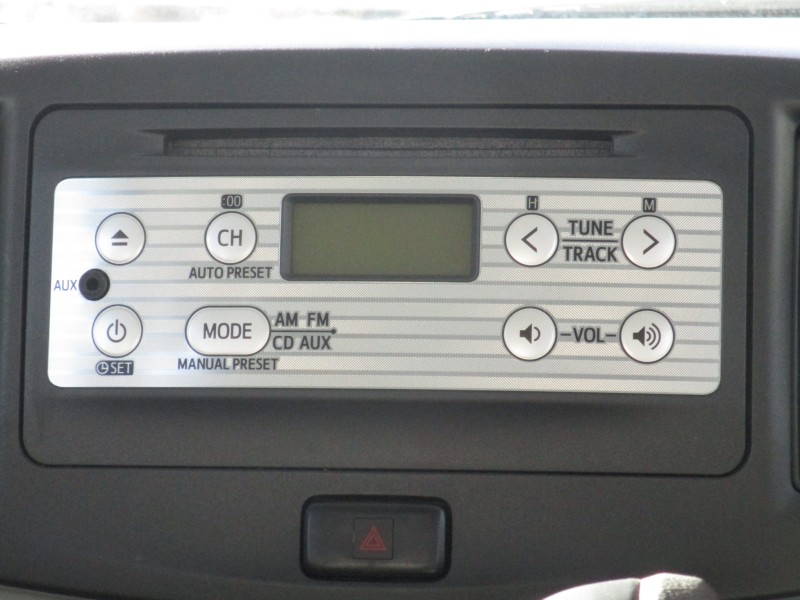 :00
H
M
CH
TUNE
TRACK
AUTO PRESET
AUX
MODE
AM FM
CD AUX
-VOL-
SET
MANUAL PRESET